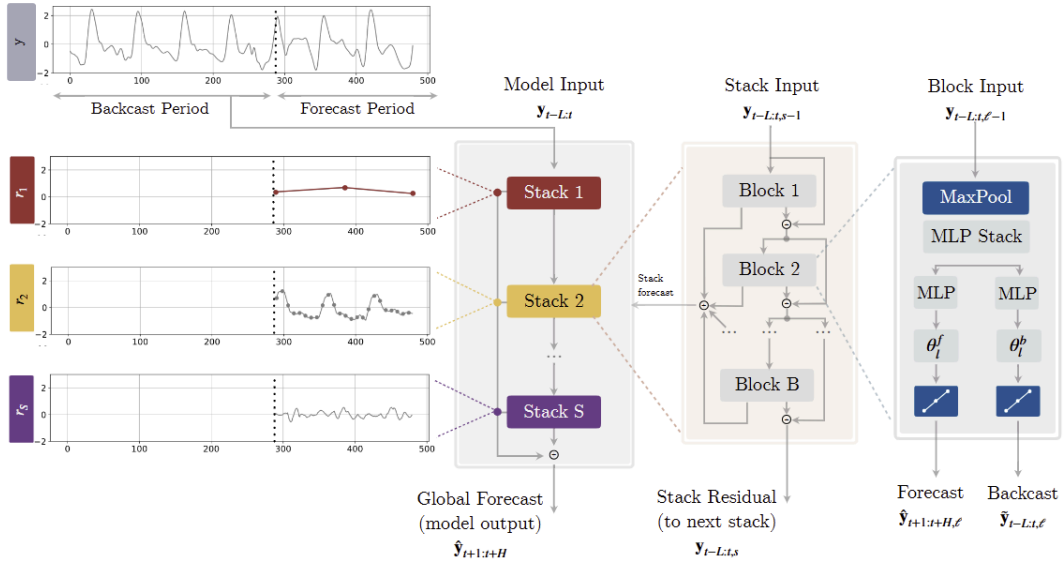 y
2
0
−2
0
100
200
300
400
500
Backcast Period
Forecast Period
Model Input
y_{t−L:t}
Stack Input
y_{t−L:t,s−1}
Block Input
y_{t−L:t,ℓ−1}
r_1
2
0
−2
0
100
200
300
400
500
Stack 1
Block 1
MaxPool
MLP Stack
r_2
2
0
−2
0
100
200
300
400
500
Stack 2
Stack
forecast
Block 2
MLP
MLP
θ_l^f
θ_l^b
...
...
...
...
r_S
2
0
−2
0
100
200
300
400
500
Stack S
Block B
Global Forecast
(model output)
ŷ_{t+1:t+H}
Stack Residual
(to next stack)
y_{t−L:t,s}
Forecast
ŷ_{t+1:t+H,ℓ}
Backcast
ỹ_{t−L:t,ℓ}